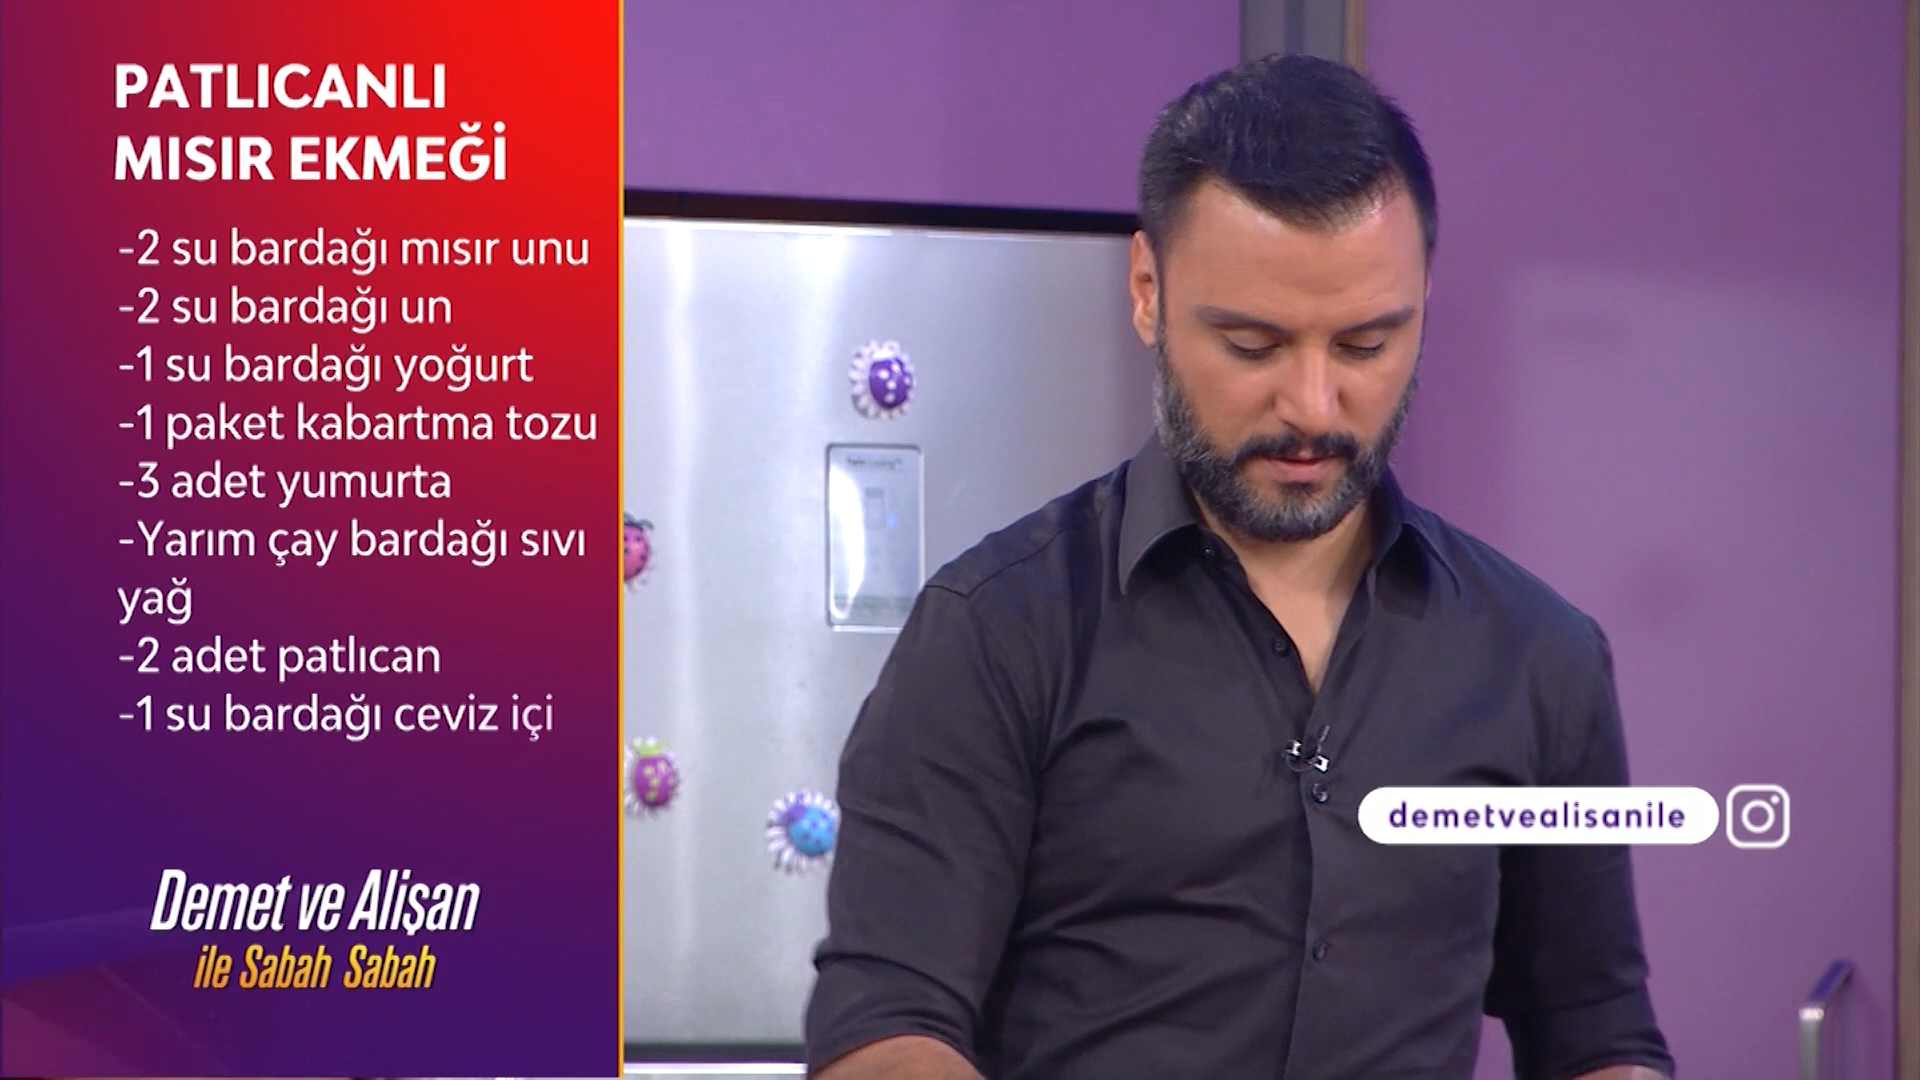 PATLICANLI
MISIR EKMEĞİ
-2 su bardağı mısır unu
-2 su bardağı un
-1 su bardağı yoğurt
-1 paket kabartma tozu
-3 adet yumurta
-Yarım çay bardağı sıvı
yağ
-2 adet patlıcan
-1 su bardağı ceviz içi
Demet ve Alişan
ile Sabah Sabah
demetvealisanile